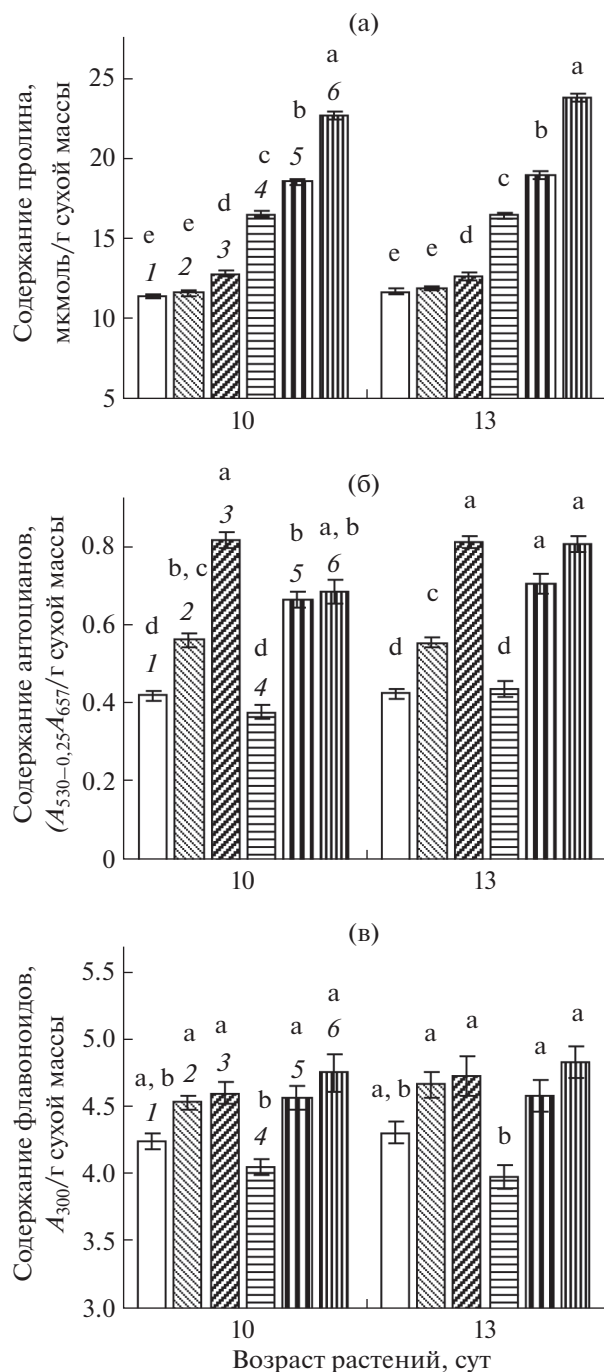 (а)
Содержание пролина,
мкмоль/г сухой массы
25
20
15
10
5
e e d c b a
1 2 3 4 5 6
e e d c b a
10 13
(б)
Содержание антоцианов,
(A530–0,25A657/г сухой массы
0.8
0.6
0.4
0.2
0
d b, c a d b a, b
1 2 3 4 5 6
d c a d a a
10 13
(в)
Содержание флавоноидов,
A300/г сухой массы
5.5
5.0
4.5
4.0
3.5
3.0
a, b a a b a a
1 2 3 4 5 6
a, b a a b a a
10 13
Возраст растений, сут